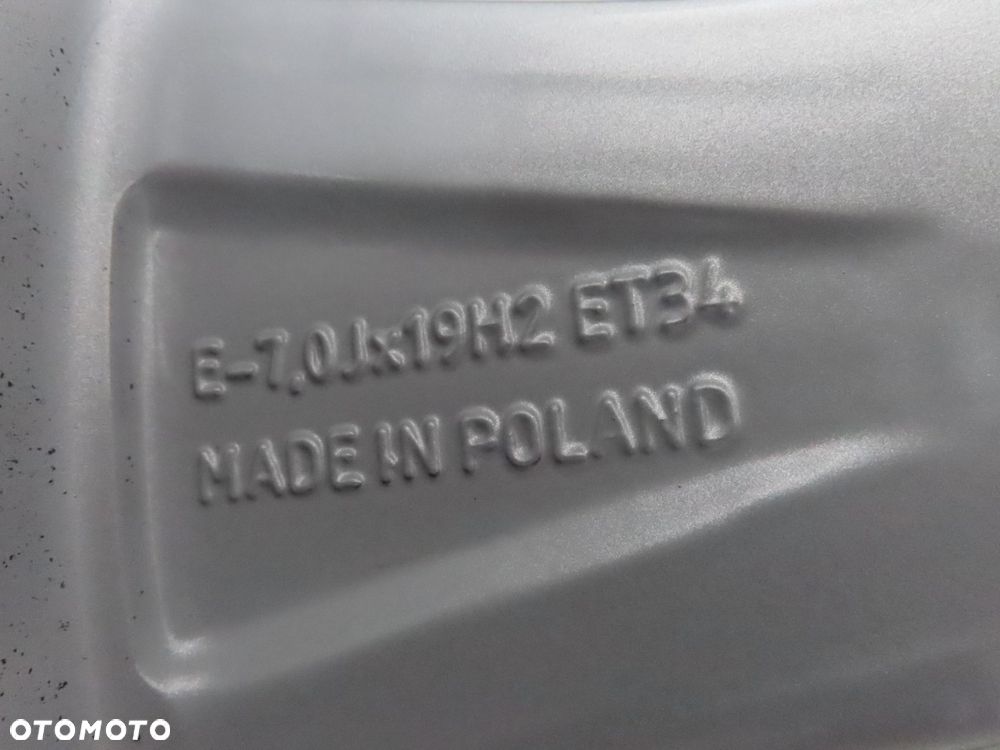 E-7,0Jx19H2 ET34
MADE IN POLAND
OTOMOTO